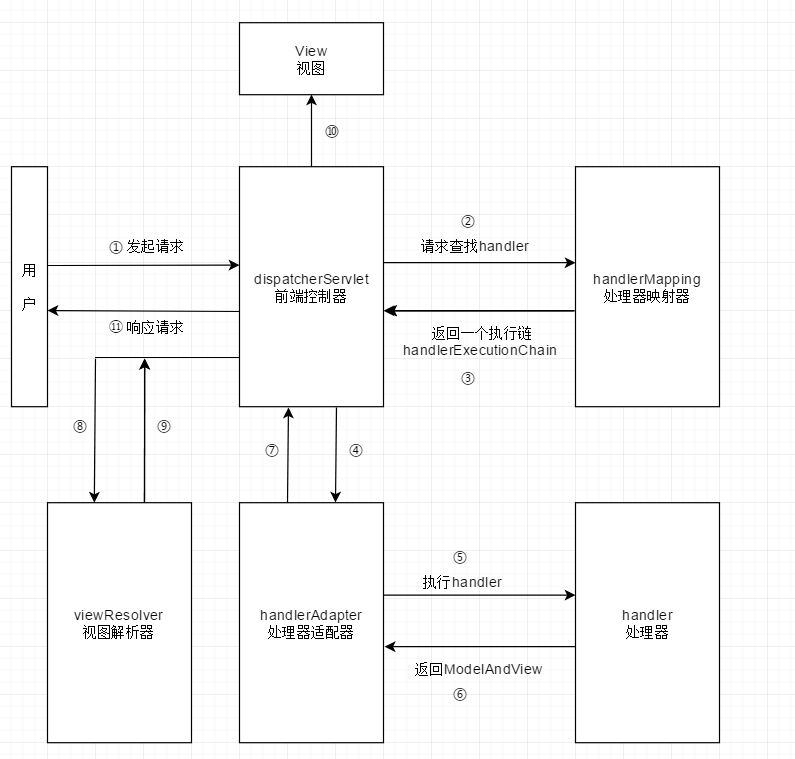 View
视图
⑩
用
户
① 发起请求
⑪ 响应请求
dispatcherServlet
前端控制器
②
请求查找handler
返回一个执行链
handlerExecutionChain
③
handlerMapping
处理器映射器
⑧
⑨
⑦
④
viewResolver
视图解析器
handlerAdapter
处理器适配器
⑤
执行handler
返回ModelAndView
⑥
handler
处理器